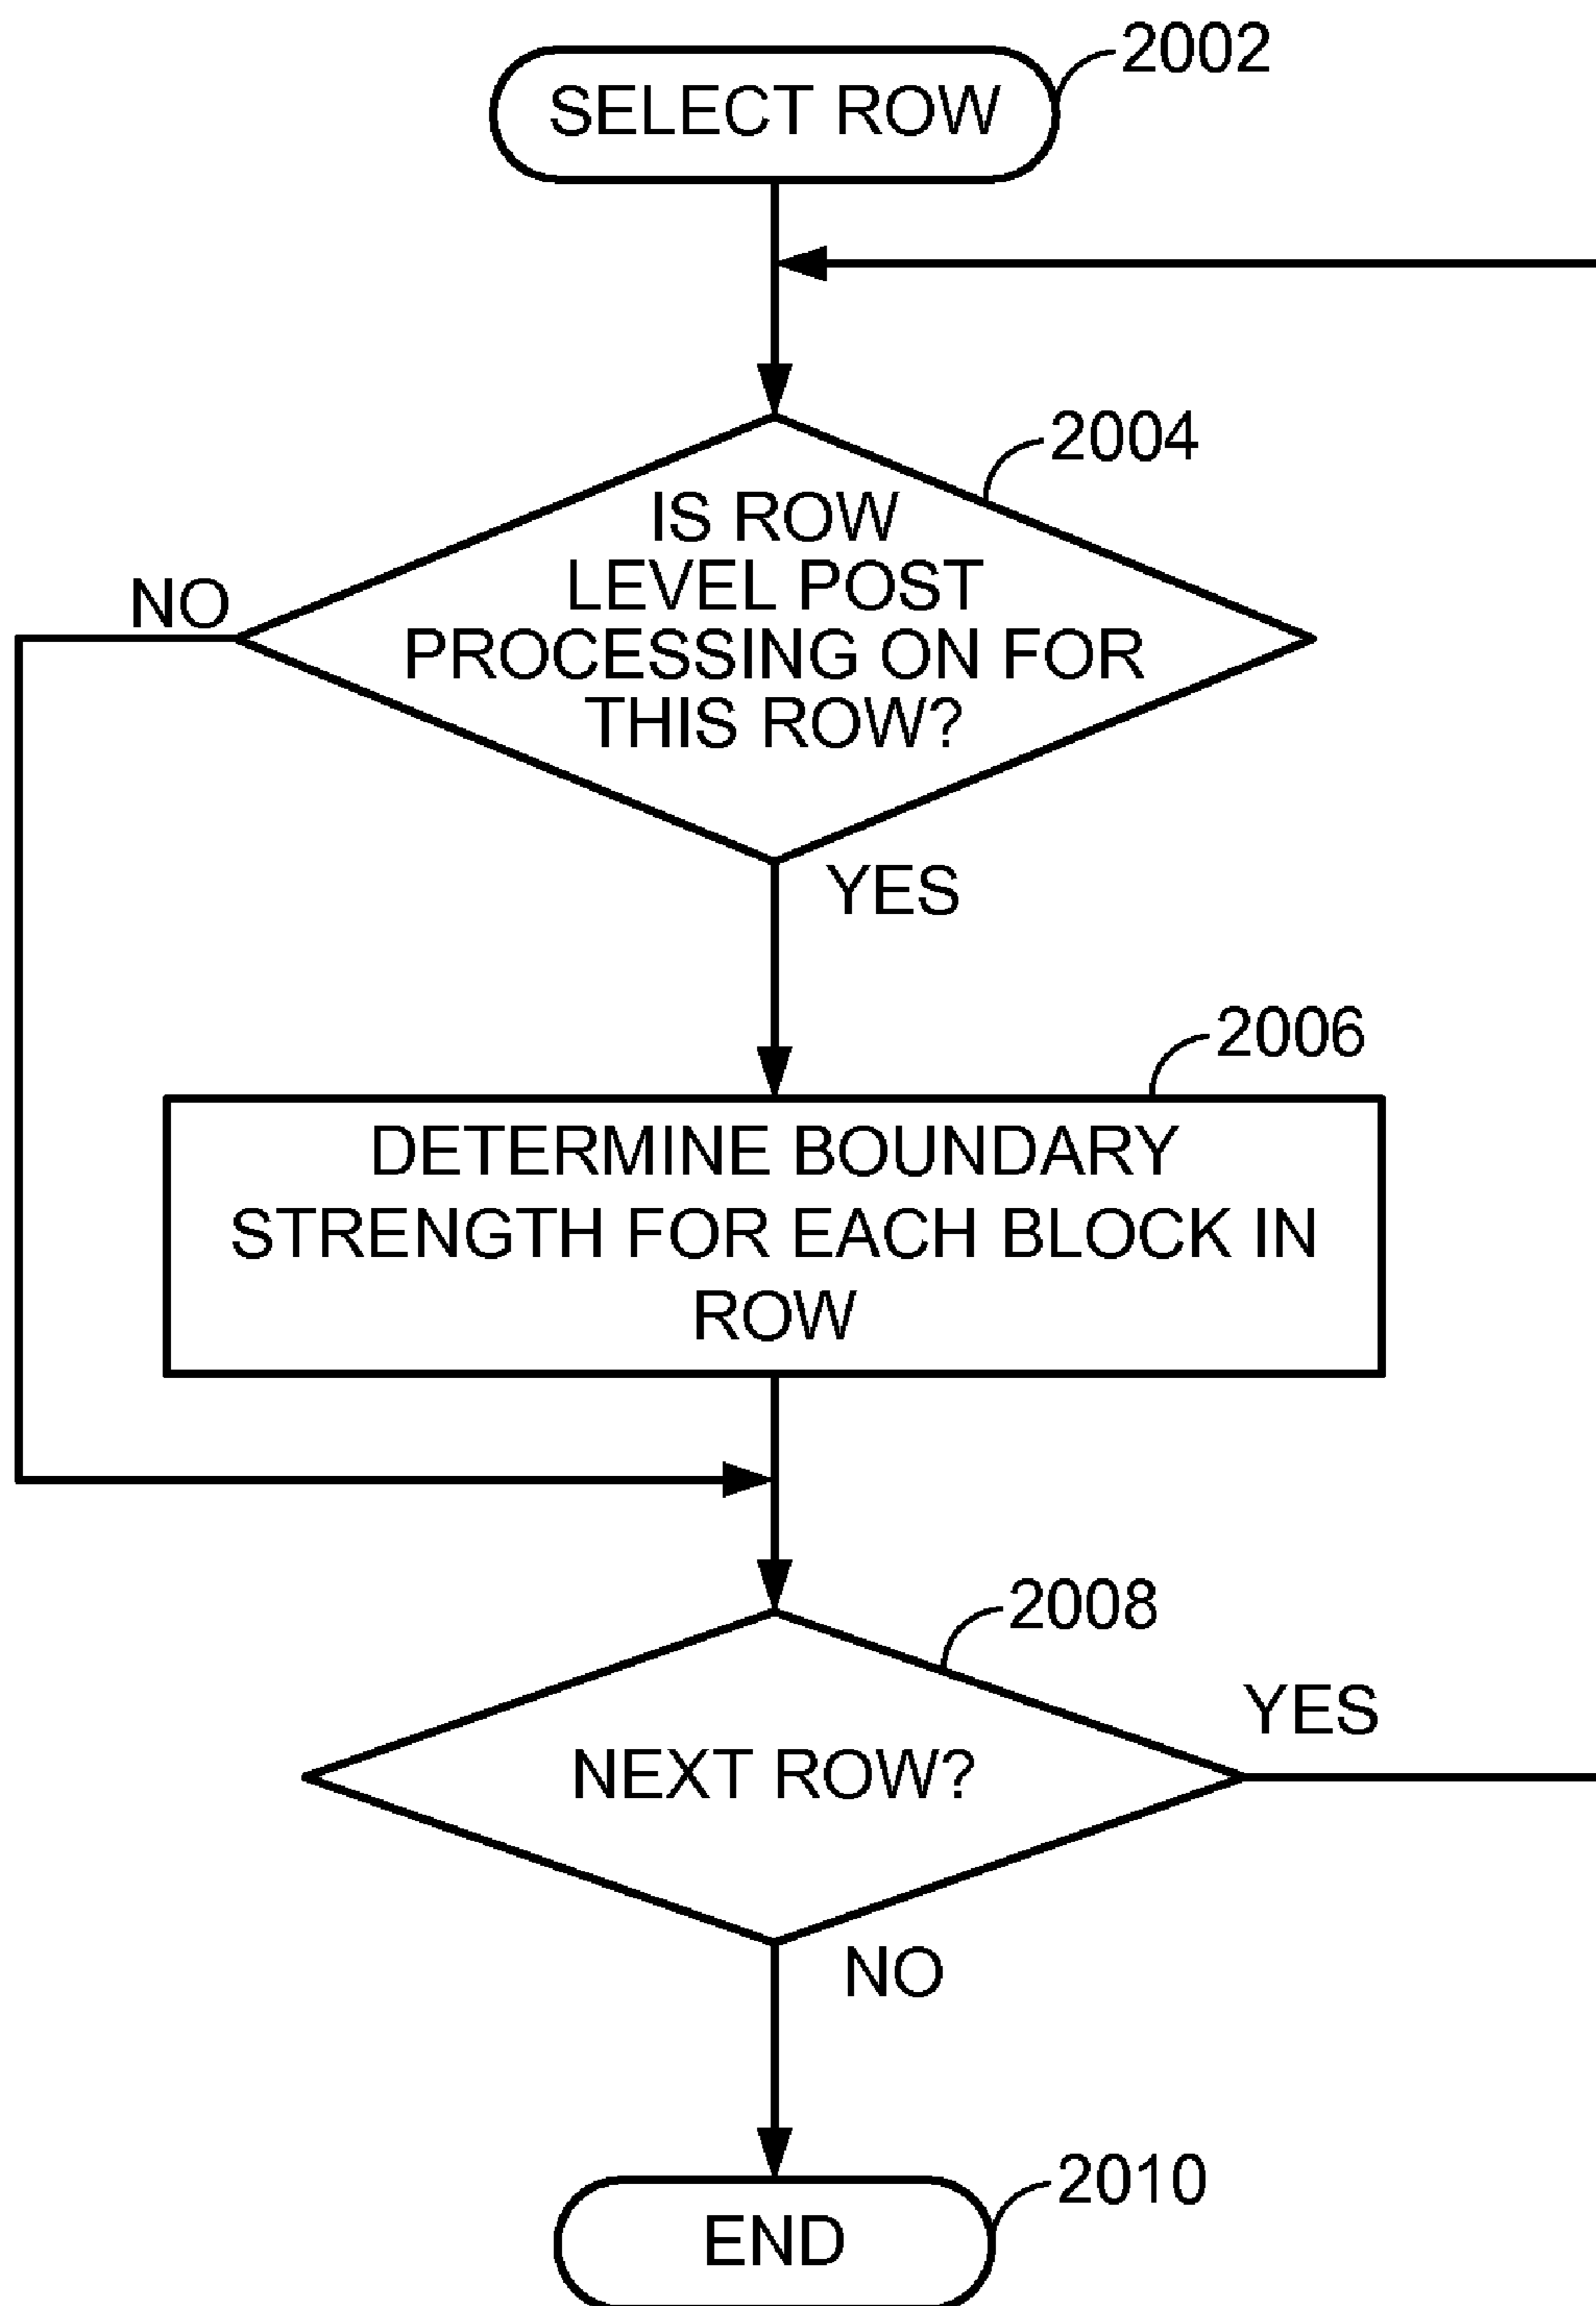 2002
SELECT ROW
2004
IS ROW
LEVEL POST
PROCESSING ON FOR
THIS ROW?
NO
YES
2006
DETERMINE BOUNDARY
STRENGTH FOR EACH BLOCK IN
ROW
2008
YES
NEXT ROW?
NO
2010
END